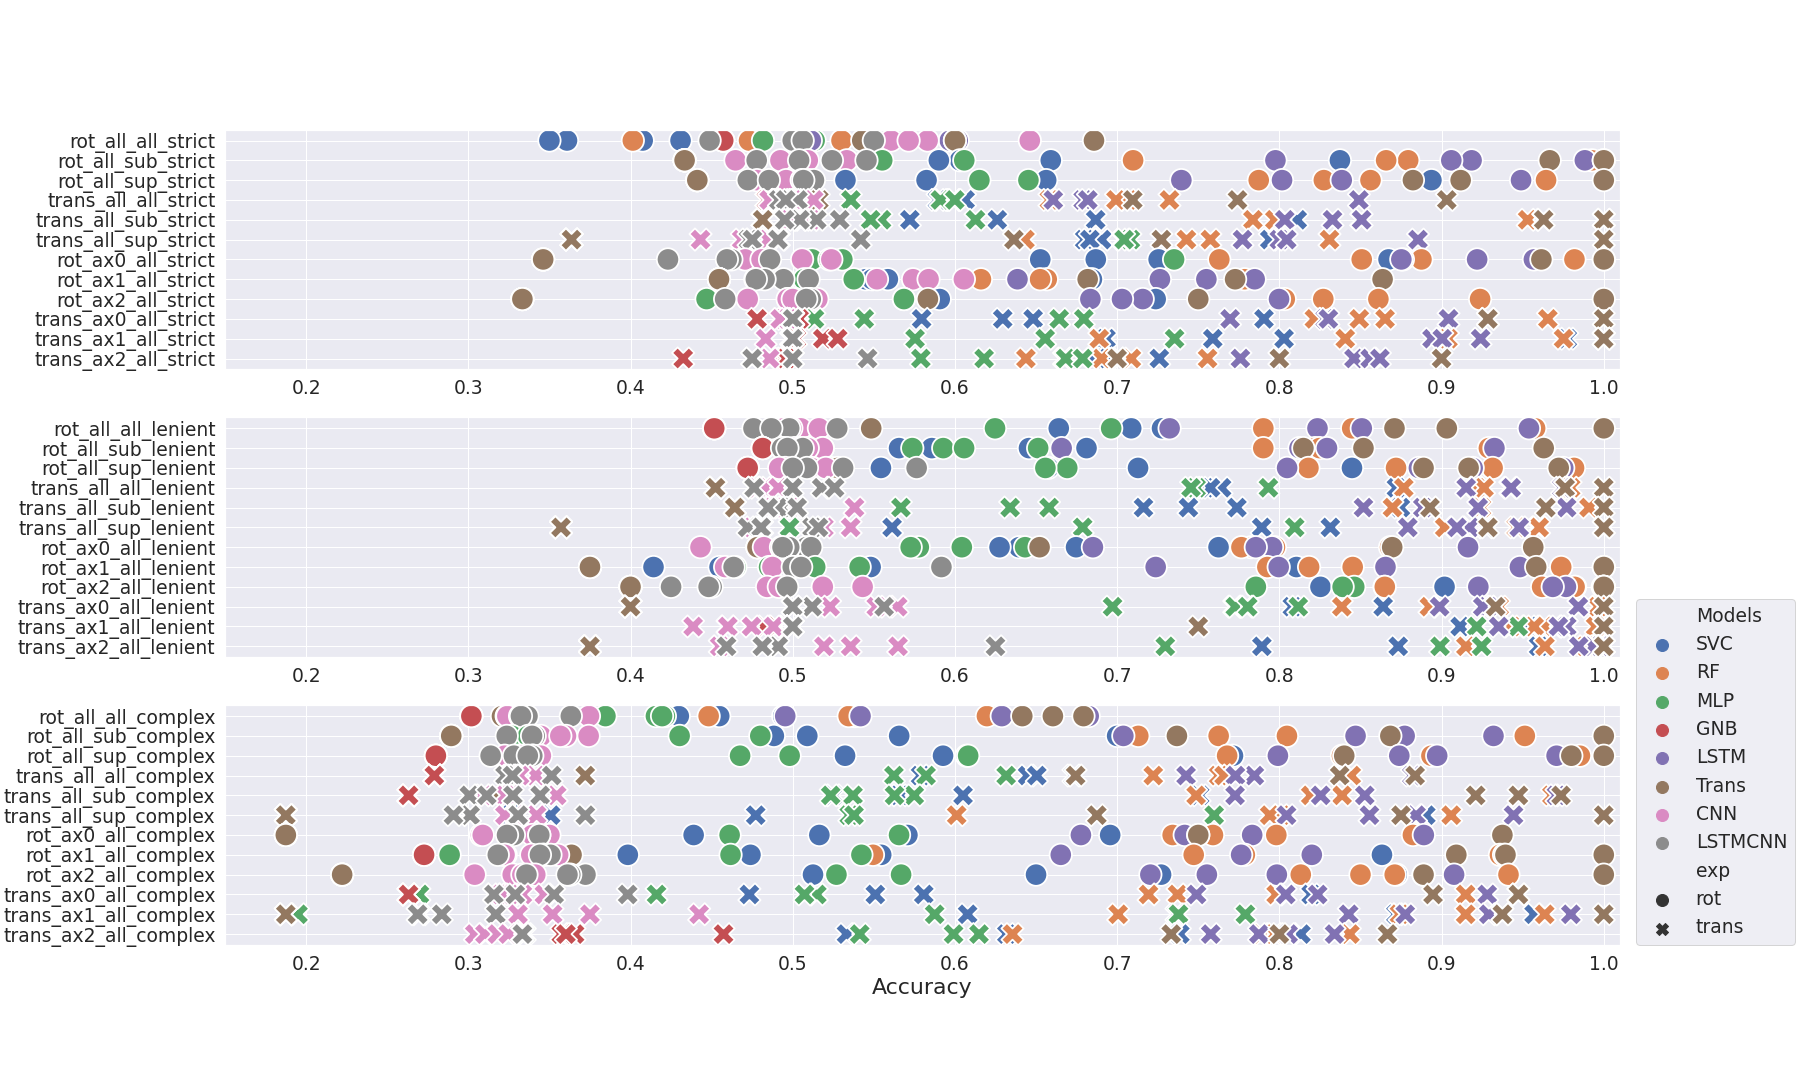 rot_all_all_strict
rot_all_sub_strict
rot_all_sup_strict
trans_all_all_strict
trans_all_sub_strict
trans_all_sup_strict
rot_ax0_all_strict
rot_ax1_all_strict
rot_ax2_all_strict
trans_ax0_all_strict
trans_ax1_all_strict
trans_ax2_all_strict
0.2 0.3 0.4 0.5 0.6 0.7 0.8 0.9 1.0
rot_all_all_lenient
rot_all_sub_lenient
rot_all_sup_lenient
trans_all_all_lenient
trans_all_sub_lenient
trans_all_sup_lenient
rot_ax0_all_lenient
rot_ax1_all_lenient
rot_ax2_all_lenient
trans_ax0_all_lenient
trans_ax1_all_lenient
trans_ax2_all_lenient
0.2 0.3 0.4 0.5 0.6 0.7 0.8 0.9 1.0
rot_all_all_complex
rot_all_sub_complex
rot_all_sup_complex
trans_all_all_complex
trans_all_sub_complex
trans_all_sup_complex
rot_ax0_all_complex
rot_ax1_all_complex
rot_ax2_all_complex
trans_ax0_all_complex
trans_ax1_all_complex
trans_ax2_all_complex
0.2 0.3 0.4 0.5 0.6 0.7 0.8 0.9 1.0
Accuracy
Models
SVC
RF
MLP
GNB
LSTM
Trans
CNN
LSTMCNN
exp
rot
trans